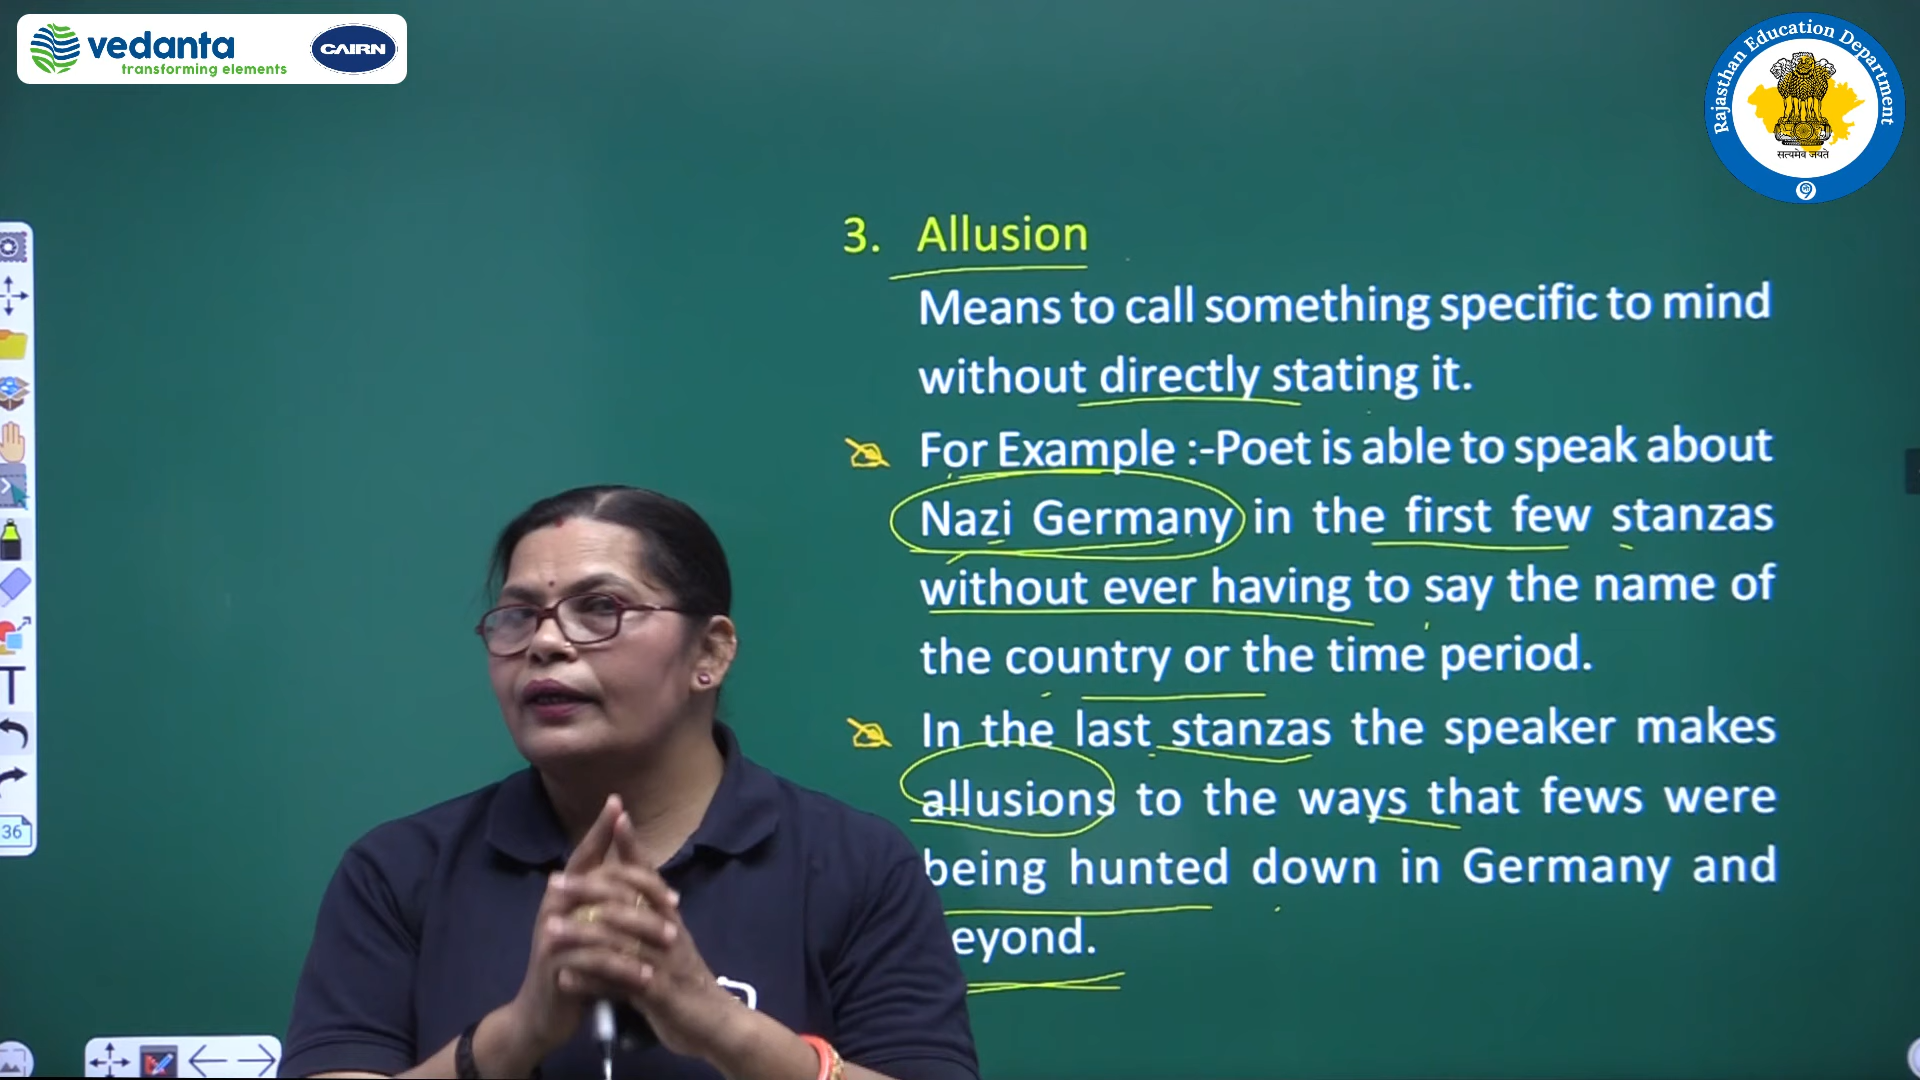 vedanta
transforming elements
CAIRN
Rajasthan Education Department
सत्यमेव जयते
3. Allusion
Means to call something specific to mind
without directly stating it.
For Example :-Poet is able to speak about
Nazi Germany in the first few stanzas
without ever having to say the name of
the country or the time period.
In the last stanzas the speaker makes
allusions to the ways that fews were
being hunted down in Germany and
eyond.
T
36